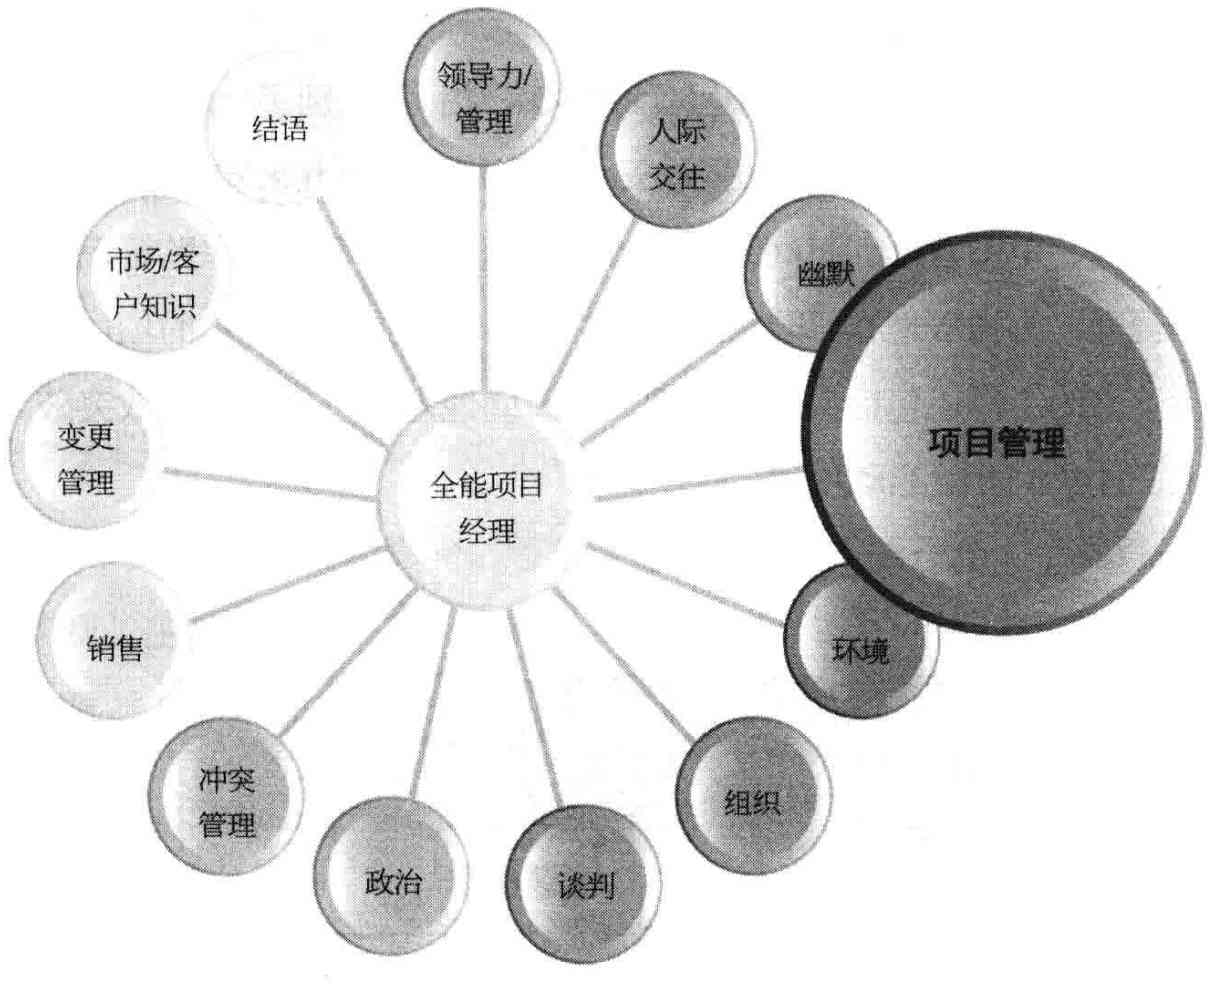 领导力/
管理
人际
交往
幽默
项目管理
环境
组织
谈判
政治
冲突
管理
销售
变更
管理
市场/客
户知识
结语
全能项目
经理